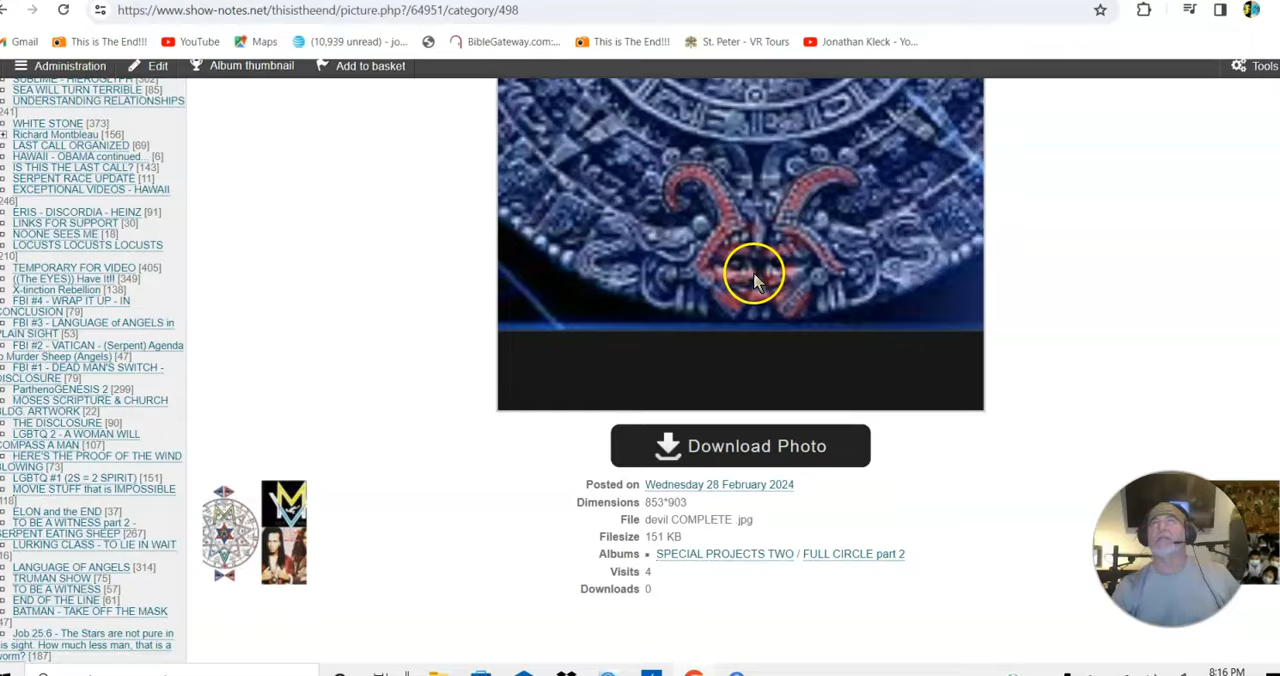 https://www.show-notes.net/thisistheend/picture.php?/64951/category/498
Gmail
This is The End!!!
YouTube
Maps
(10,939 unread) - jo...
BibleGateway.com:...
This is The End!!!
St. Peter - VR Tours
Jonathan Kleck - Yo...
Administration
Edit
Album thumbnail
Add to basket
Tools
SUBLIME - HIEROGLYPH [302]
SEA WILL TURN TERRIBLE [85]
UNDERSTANDING RELATIONSHIPS
241]
WHITE STONE [373]
Richard Montbleau [156]
LAST CALL ORGANIZED [69]
HAWAII - OBAMA continued... [6]
IS THIS THE LAST CALL? [143]
SERPENT RACE UPDATE [11]
EXCEPTIONAL VIDEOS - HAWAII
246]
ERIS - DISCORDIA - HEINZ [91]
LINKS FOR SUPPORT [30]
NOONE SEES ME [18]
LOCUSTS LOCUSTS LOCUSTS
210]
TEMPORARY FOR VIDEO [405]
((The EYES)) Have It!! [349]
X-tinction Rebellion [138]
FBI #4 - WRAP IT UP - IN
CONCLUSION [79]
FBI #3 - LANGUAGE of ANGELS in
PLAIN SIGHT [53]
FBI #2 - VATICAN - (Serpent) Agenda
o Murder Sheep (Angels) [47]
FBI #1 - DEAD MAN'S SWITCH -
DISCLOSURE [79]
ParthenoGENESIS 2 [299]
MOSES SCRIPTURE & CHURCH
BLDG. ARTWORK [22]
THE DISCLOSURE [90]
LGBTQ 2 - A WOMAN WILL
COMPASS A MAN [107]
HERE'S THE PROOF OF THE WIND
BLOWING [73]
LGBTQ #1 (2S = 2 SPIRIT) [151]
MOVIE STUFF that is IMPOSSIBLE
118]
ELON and the END [37]
TO BE A WITNESS part 2 -
SERPENT EATING SHEEP [267]
LURKING CLASS - TO LIE IN WAIT
16]
LANGUAGE OF ANGELS [314]
TRUMAN SHOW [75]
TO BE A WITNESS [57]
END OF THE LINE [61]
BATMAN - TAKE OFF THE MASK
47]
Job 25:6 - The Stars are not pure in
is sight. How much less man, that is a
worm? [187]
Download Photo
Posted on Wednesday 28 February 2024
Dimensions 853*903
File devil COMPLETE .jpg
Filesize 151 KB
Albums SPECIAL PROJECTS TWO / FULL CIRCLE part 2
Visits 4
Downloads 0
8:16 PM